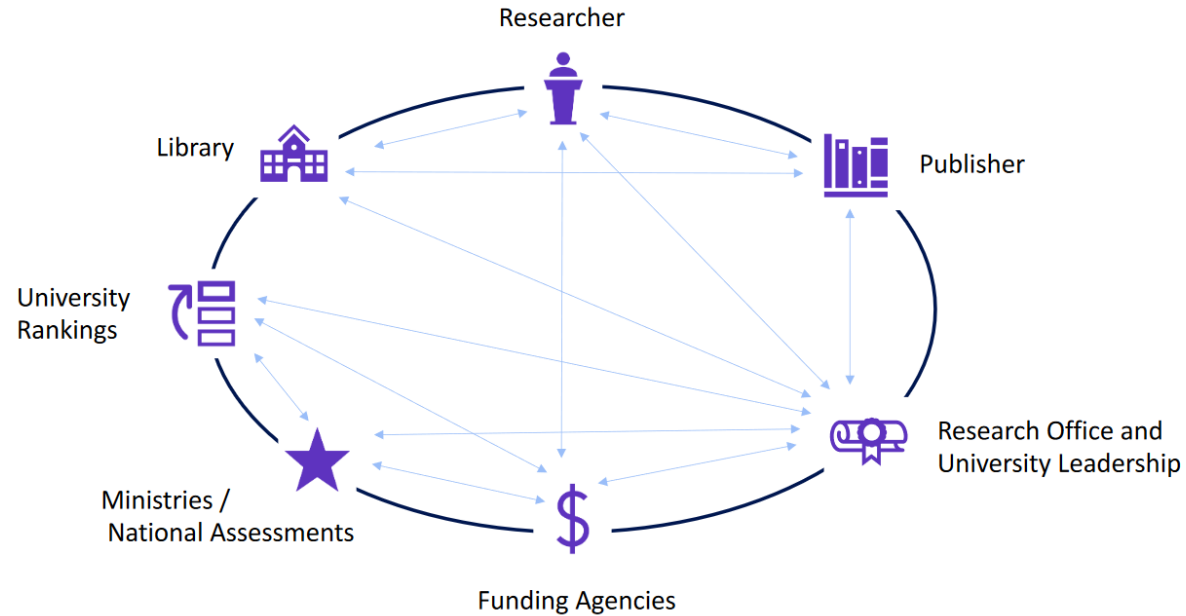 Researcher
Library
Publisher
University
Rankings
Research Office and
University Leadership
Ministries /
National Assessments
Funding Agencies